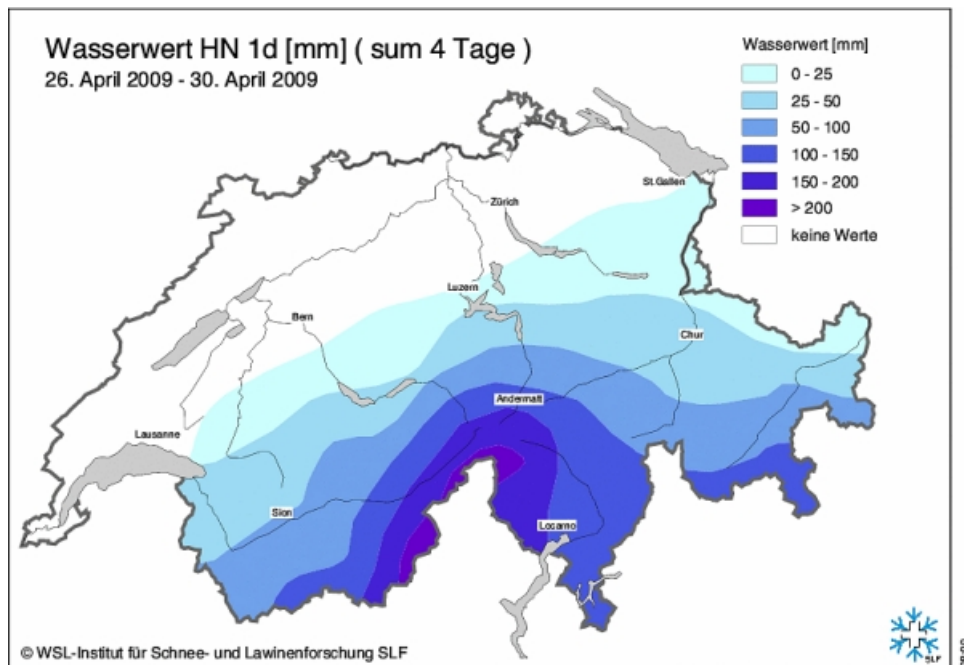 Wasserwert HN 1d [mm] ( sum 4 Tage )
26. April 2009 - 30. April 2009
Wasserwert [mm]
0 - 25
25 - 50
50 - 100
100 - 150
150 - 200
> 200
keine Werte
St.Gallen
Zürich
Luzern
Bern
Chur
Andermatt
Lausanne
Sion
Locarno
© WSL-Institut für Schnee- und Lawinenforschung SLF
SLF